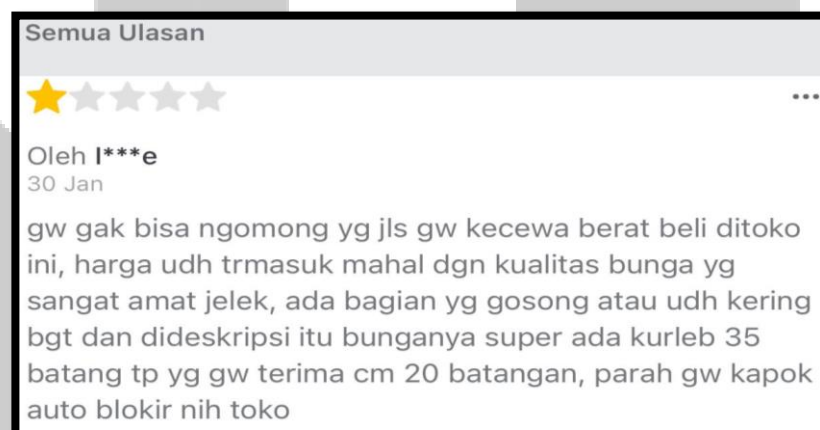 Semua Ulasan
Oleh l***e
30 Jan
gw gak bisa ngomong yg jls gw kecewa berat beli ditoko
ini, harga udh trmasuk mahal dgn kualitas bunga yg
sangat amat jelek, ada bagian yg gosong atau udh kering
bgt dan dideskripsi itu bunganya super ada kurleb 35
batang tp yg gw terima cm 20 batangan, parah gw kapok
auto blokir nih toko